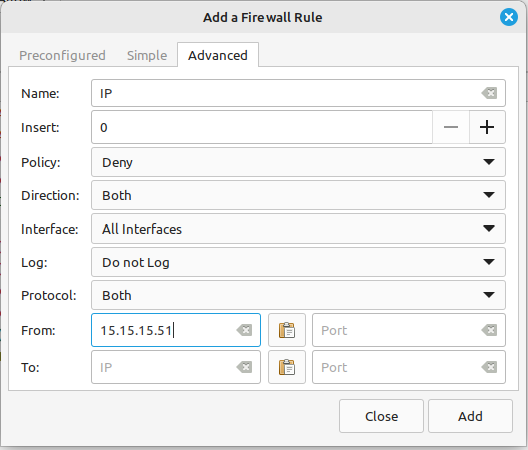 Add a Firewall Rule
Preconfigured Simple Advanced
Name: IP
Insert: 0
Policy: Deny
Direction: Both
Interface: All Interfaces
Log: Do not Log
Protocol: Both
From: 15.15.15.51 Port
To: IP Port
Close Add